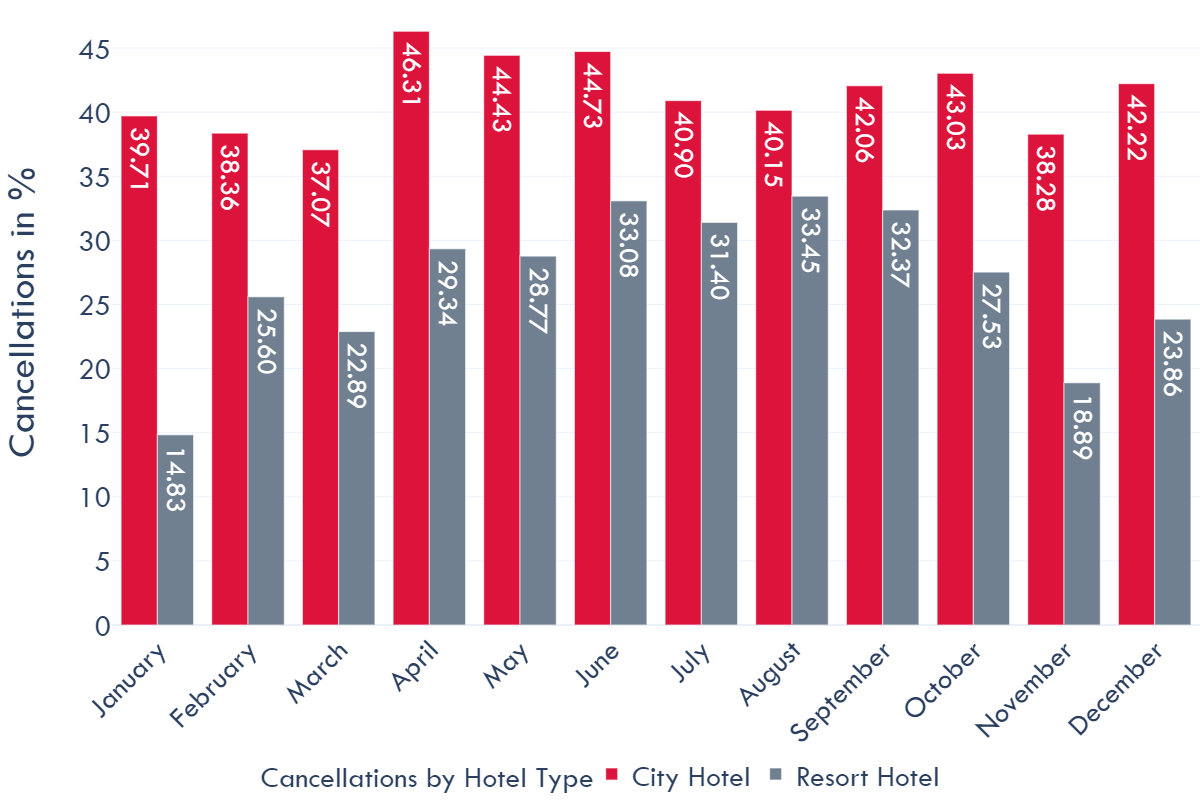 Cancellations in %
45
40
35
30
25
20
15
10
5
0
39.71
14.83
38.36
25.60
37.07
22.89
46.31
29.34
44.43
28.77
44.73
33.08
40.90
31.40
40.15
33.45
42.06
32.37
43.03
27.53
38.28
18.89
42.22
23.86
January
February
March
April
May
June
July
August
September
October
November
December
Cancellations by Hotel Type City Hotel Resort Hotel